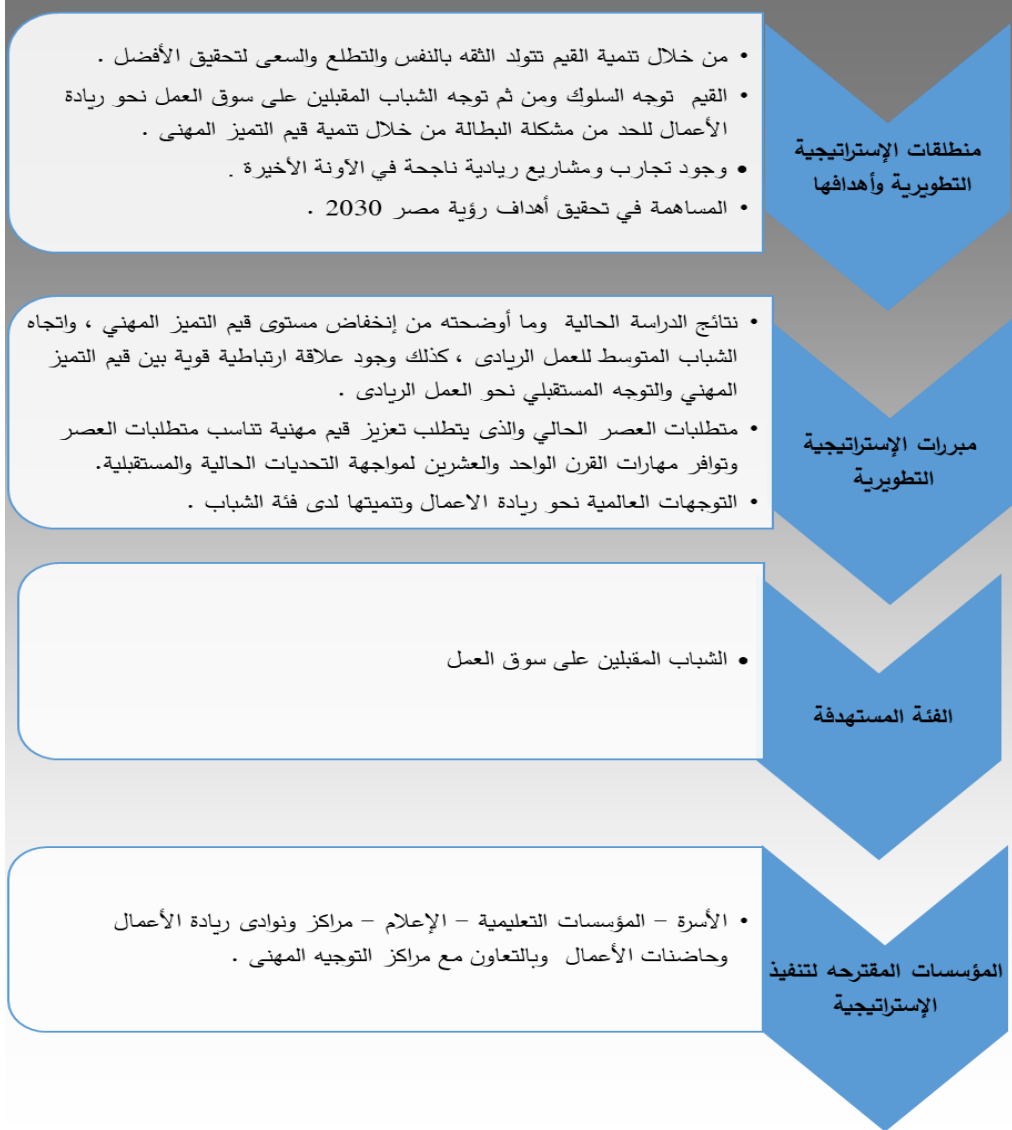 منطلقات الإستراتيجية
التطويرية وأهدافها
• من خلال تنمية القيم تتولد الثقه بالنفس والتطلع والسعى لتحقيق الأفضل .
• القيم توجه السلوك ومن ثم توجه الشباب المقبلين على سوق العمل نحو ريادة
الأعمال للحد من مشكلة البطالة من خلال تنمية قيم التميز المهنى .
• وجود تجارب ومشاريع ريادية ناجحة في الآونة الأخيرة .
• المساهمة في تحقيق أهداف رؤية مصر 2030 .
مبررات الإستراتيجية
التطويرية
• نتائج الدراسة الحالية وما أوضحته من إنخفاض مستوى قيم التميز المهني ، واتجاه
الشباب المتوسط للعمل الريادى ، كذلك وجود علاقة ارتباطية قوية بين قيم التميز
المهني والتوجه المستقبلي نحو العمل الريادى .
• متطلبات العصر الحالي والذى يتطلب تعزيز قيم مهنية تناسب متطلبات العصر
وتوافر مهارات القرن الواحد والعشرين لمواجهة التحديات الحالية والمستقبلية.
• التوجهات العالمية نحو ريادة الاعمال وتنميتها لدى فئة الشباب .
الفئة المستهدفة
• الشباب المقبلين على سوق العمل
المؤسسات المقترحه لتنفيذ
الإستراتيجية
• الأسرة – المؤسسات التعليمية – الإعلام – مراكز ونوادى ريادة الأعمال
وحاضنات الأعمال وبالتعاون مع مراكز التوجيه المهنى .